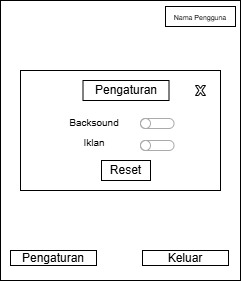 Nama Pengguna
Pengaturan
X
Backsound
Iklan
Reset
Pengaturan
Keluar